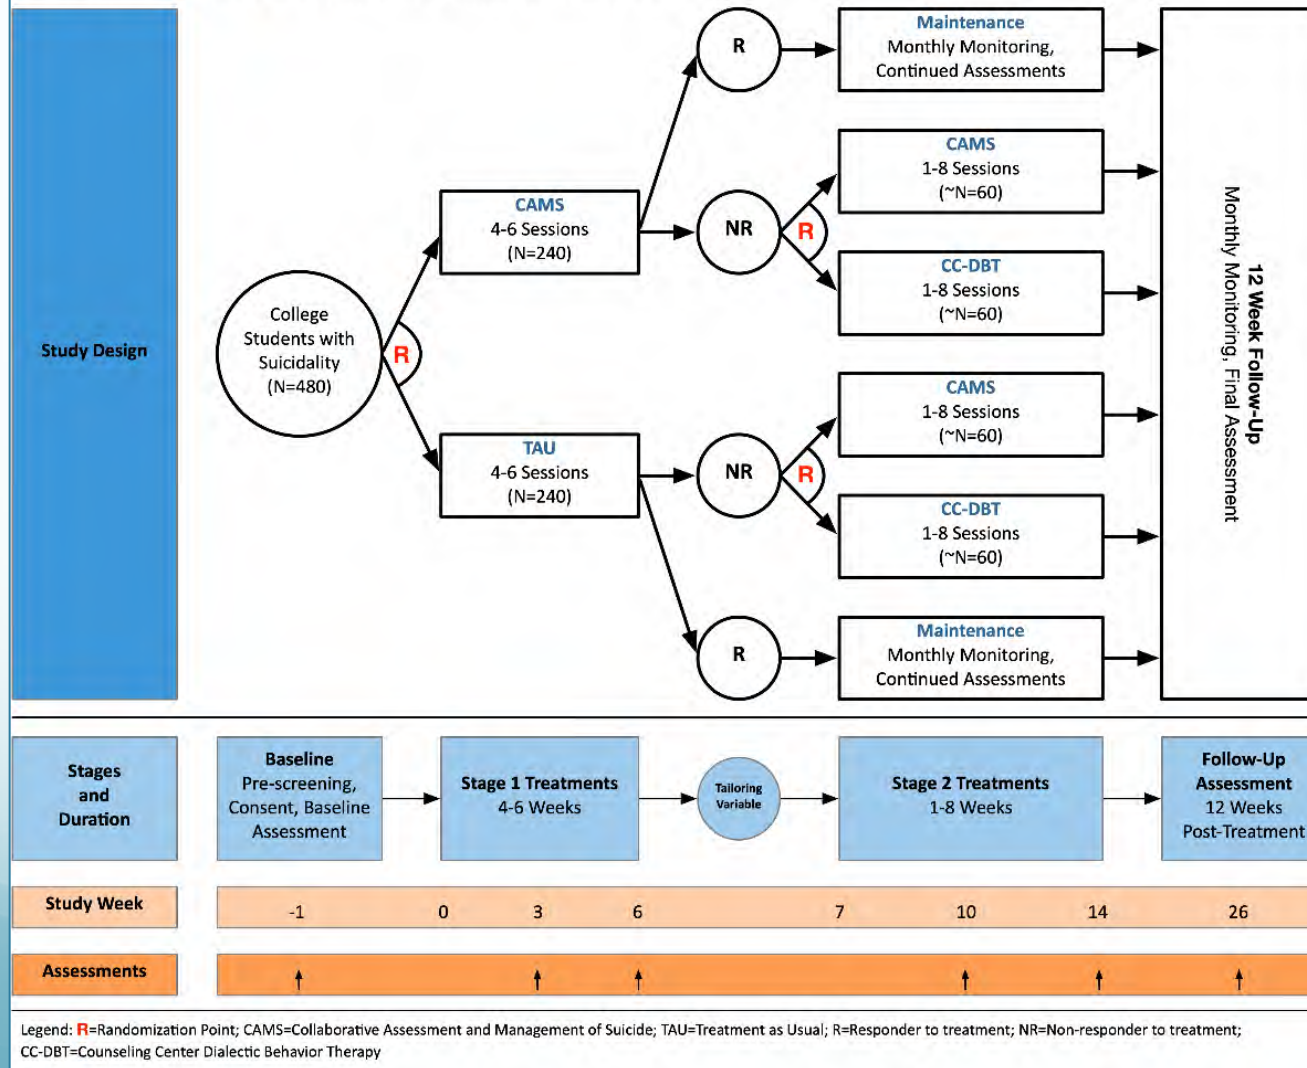 Study Design
College
Students with
Suicidality
(N=480)
R
CAMS
4-6 Sessions
(N=240)
TAU
4-6 Sessions
(N=240)
R
NR
R
NR
R
R
Maintenance
Monthly Monitoring,
Continued Assessments
CAMS
1-8 Sessions
(~N=60)
CC-DBT
1-8 Sessions
(~N=60)
CAMS
1-8 Sessions
(~N=60)
CC-DBT
1-8 Sessions
(~N=60)
Maintenance
Monthly Monitoring,
Continued Assessments
12 Week Follow-Up
Monthly Monitoring, Final Assessment
Stages
and
Duration
Baseline
Pre-screening,
Consent, Baseline
Assessment
Stage 1 Treatments
4-6 Weeks
Tailoring
Variable
Stage 2 Treatments
1-8 Weeks
Follow-Up
Assessment
12 Weeks
Post-Treatment
Study Week
-1 0 3 6 7 10 14 26
Assessments
Legend: R=Randomization Point; CAMS=Collaborative Assessment and Management of Suicide; TAU=Treatment as Usual; R=Responder to treatment; NR=Non-responder to treatment;
CC-DBT=Counseling Center Dialectic Behavior Therapy